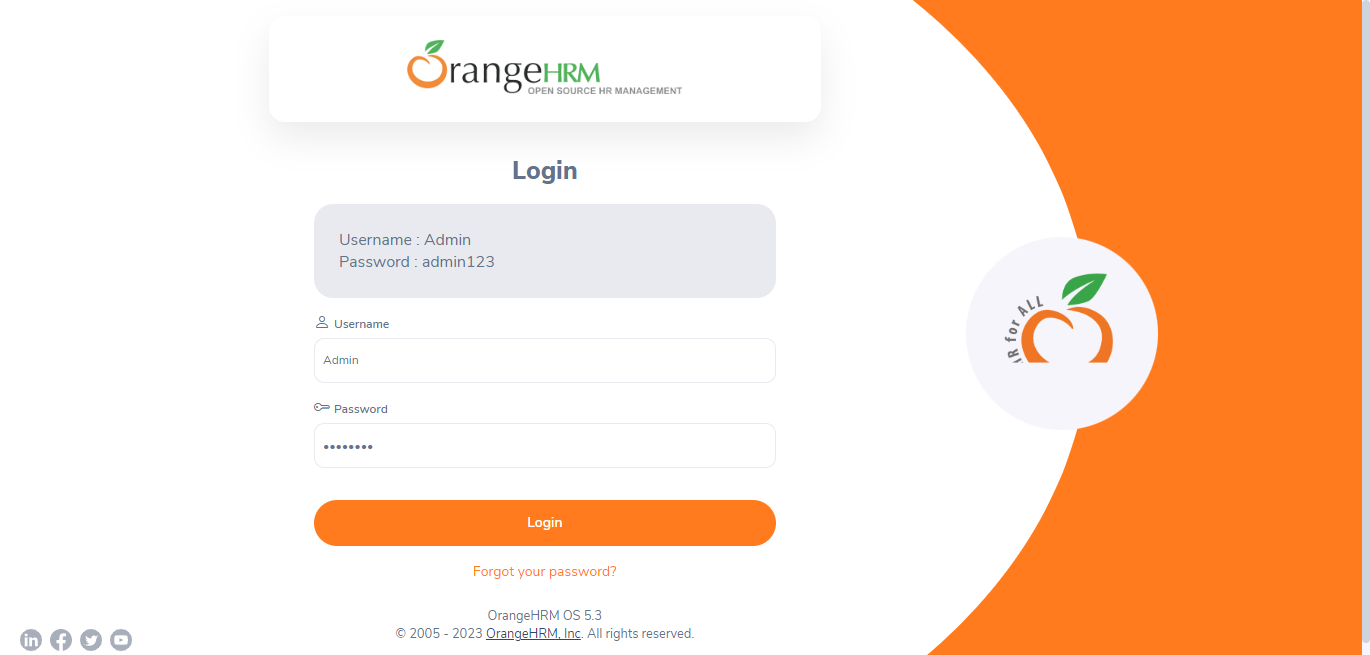 OrangeHRM
OPEN SOURCE HR MANAGEMENT
Login
Username : Admin
Password : admin123
Username
Admin
Password
••••••••
Login
Forgot your password?
OrangeHRM OS 5.3
© 2005 - 2023 OrangeHRM, Inc. All rights reserved.
HR for ALL